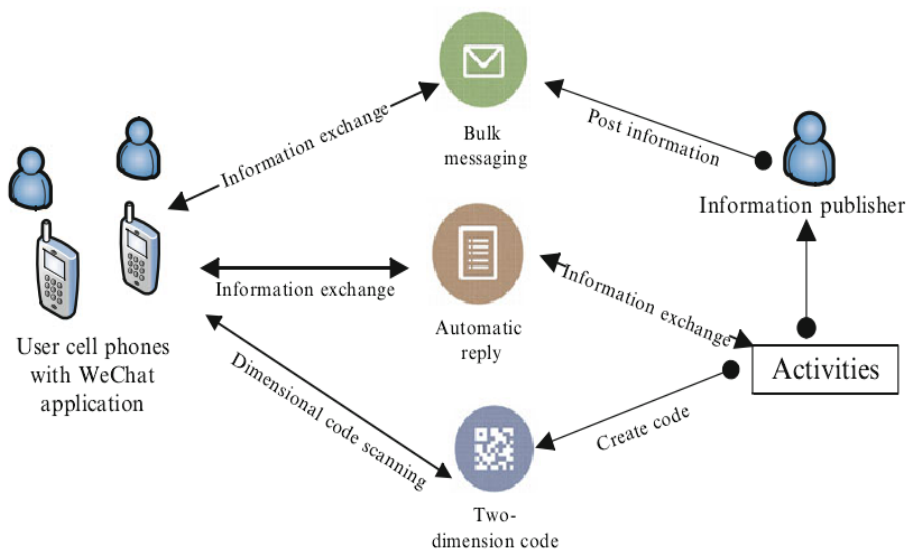 Information exchange
Bulk
messaging
Post information
Information publisher
Information exchange
Automatic
reply
Information exchange
User cell phones
with WeChat
application
Activities
Dimensional code scanning
Create code
Two-
dimension code